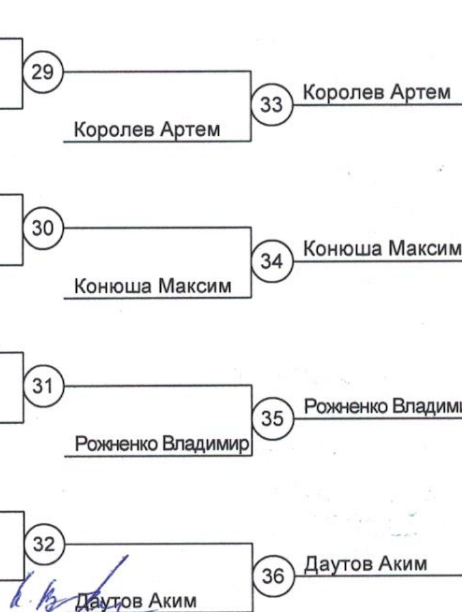 29
33
Королев Артем
Королев Артем
30
34
Конюша Максим
Конюша Максим
31
35
Рожненко Владими
Рожненко Владимир
32
36
Даутов Аким
Даутов Аким